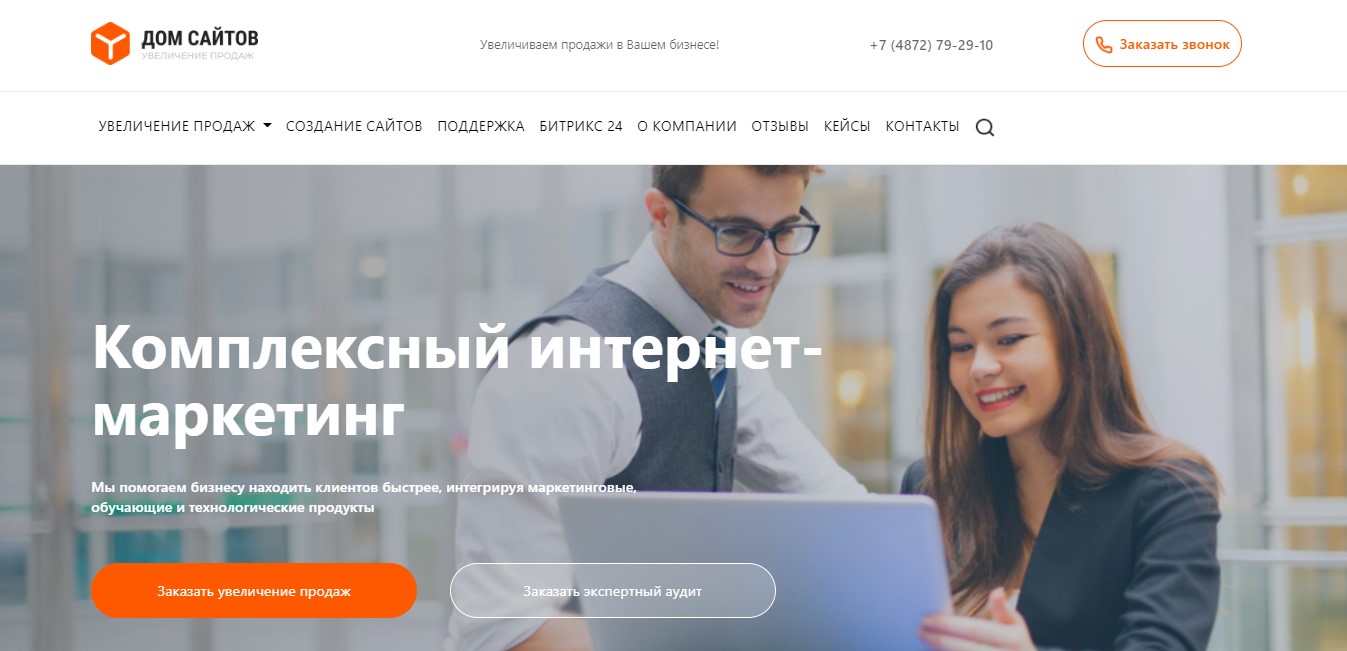 ДОМ САЙТОВ
УВЕЛИЧЕНИЕ ПРОДАЖ
Увеличиваем продажи в Вашем бизнесе!
+7 (4872) 79-29-10
Заказать звонок
УВЕЛИЧЕНИЕ ПРОДАЖ СОЗДАНИЕ САЙТОВ ПОДДЕРЖКА БИТРИКС 24 О КОМПАНИИ ОТЗЫВЫ КЕЙСЫ КОНТАКТЫ
Комплексный интернет-
маркетинг
Мы помогаем бизнесу находить клиентов быстрее, интегрируя маркетинговые,
обучающие и технологические продукты
Заказать увеличение продаж
Заказать экспертный аудит